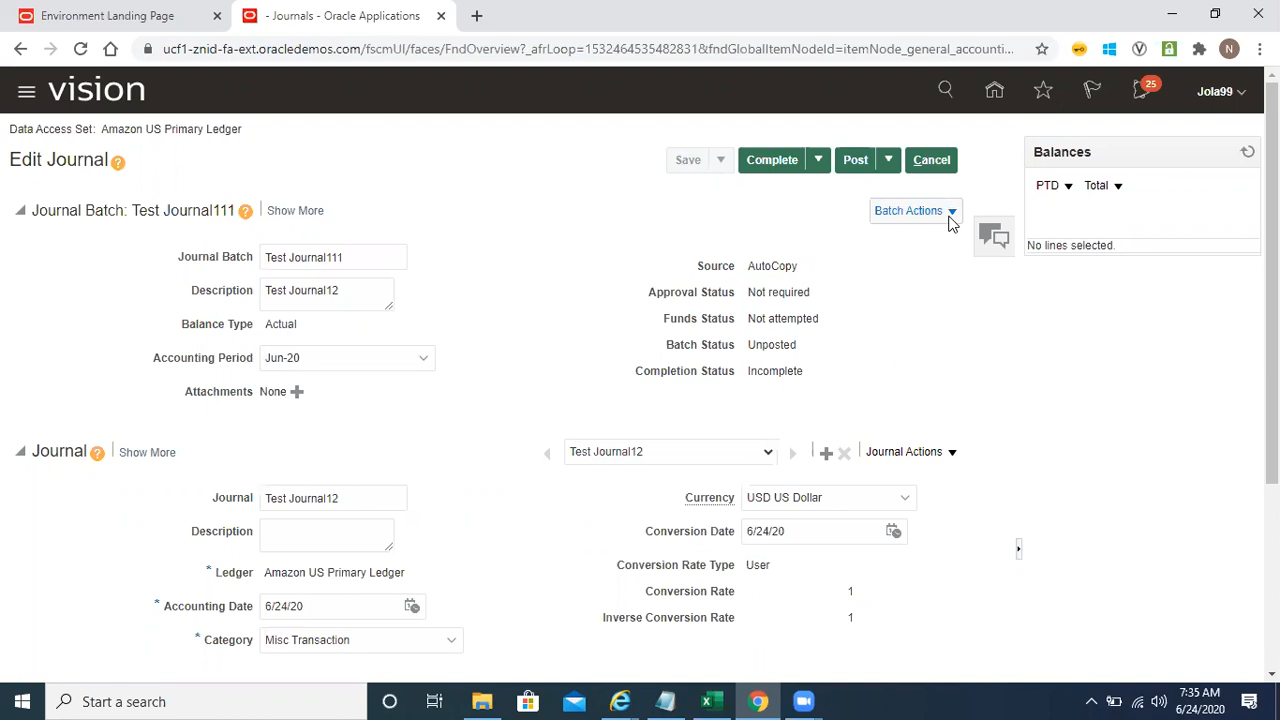 Environment Landing Page
- Journals - Oracle Applications
ucf1-znid-fa-ext.oracledemos.com/fscmUI/faces/FndOverview?_afrLoop=1532464535482831&fndGlobalItemNodeId=itemNode_general_accounti...
N
vision
25
Jola99
Data Access Set: Amazon US Primary Ledger
Edit Journal
Save
Complete
Post
Cancel
Balances
PTD
Total
No lines selected.
Journal Batch: Test Journal111
Show More
Batch Actions
Journal Batch Test Journal111
Description Test Journal12
Balance Type Actual
Accounting Period Jun-20
Attachments None
Source AutoCopy
Approval Status Not required
Funds Status Not attempted
Batch Status Unposted
Completion Status Incomplete
Journal
Show More
Test Journal12
Journal Actions
Journal Test Journal12
Description
* Ledger Amazon US Primary Ledger
* Accounting Date 6/24/20
* Category Misc Transaction
Currency USD US Dollar
Conversion Date 6/24/20
Conversion Rate Type User
Conversion Rate 1
Inverse Conversion Rate 1
Start a search
7:35 AM
6/24/2020